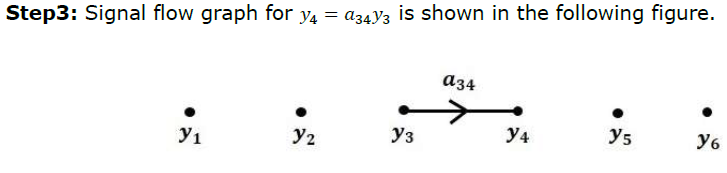 Step3: Signal flow graph for y₄ = a₃₄y₃ is shown in the following figure.
a₃₄
y₁ y₂ y₃ y₄ y₅ y₆